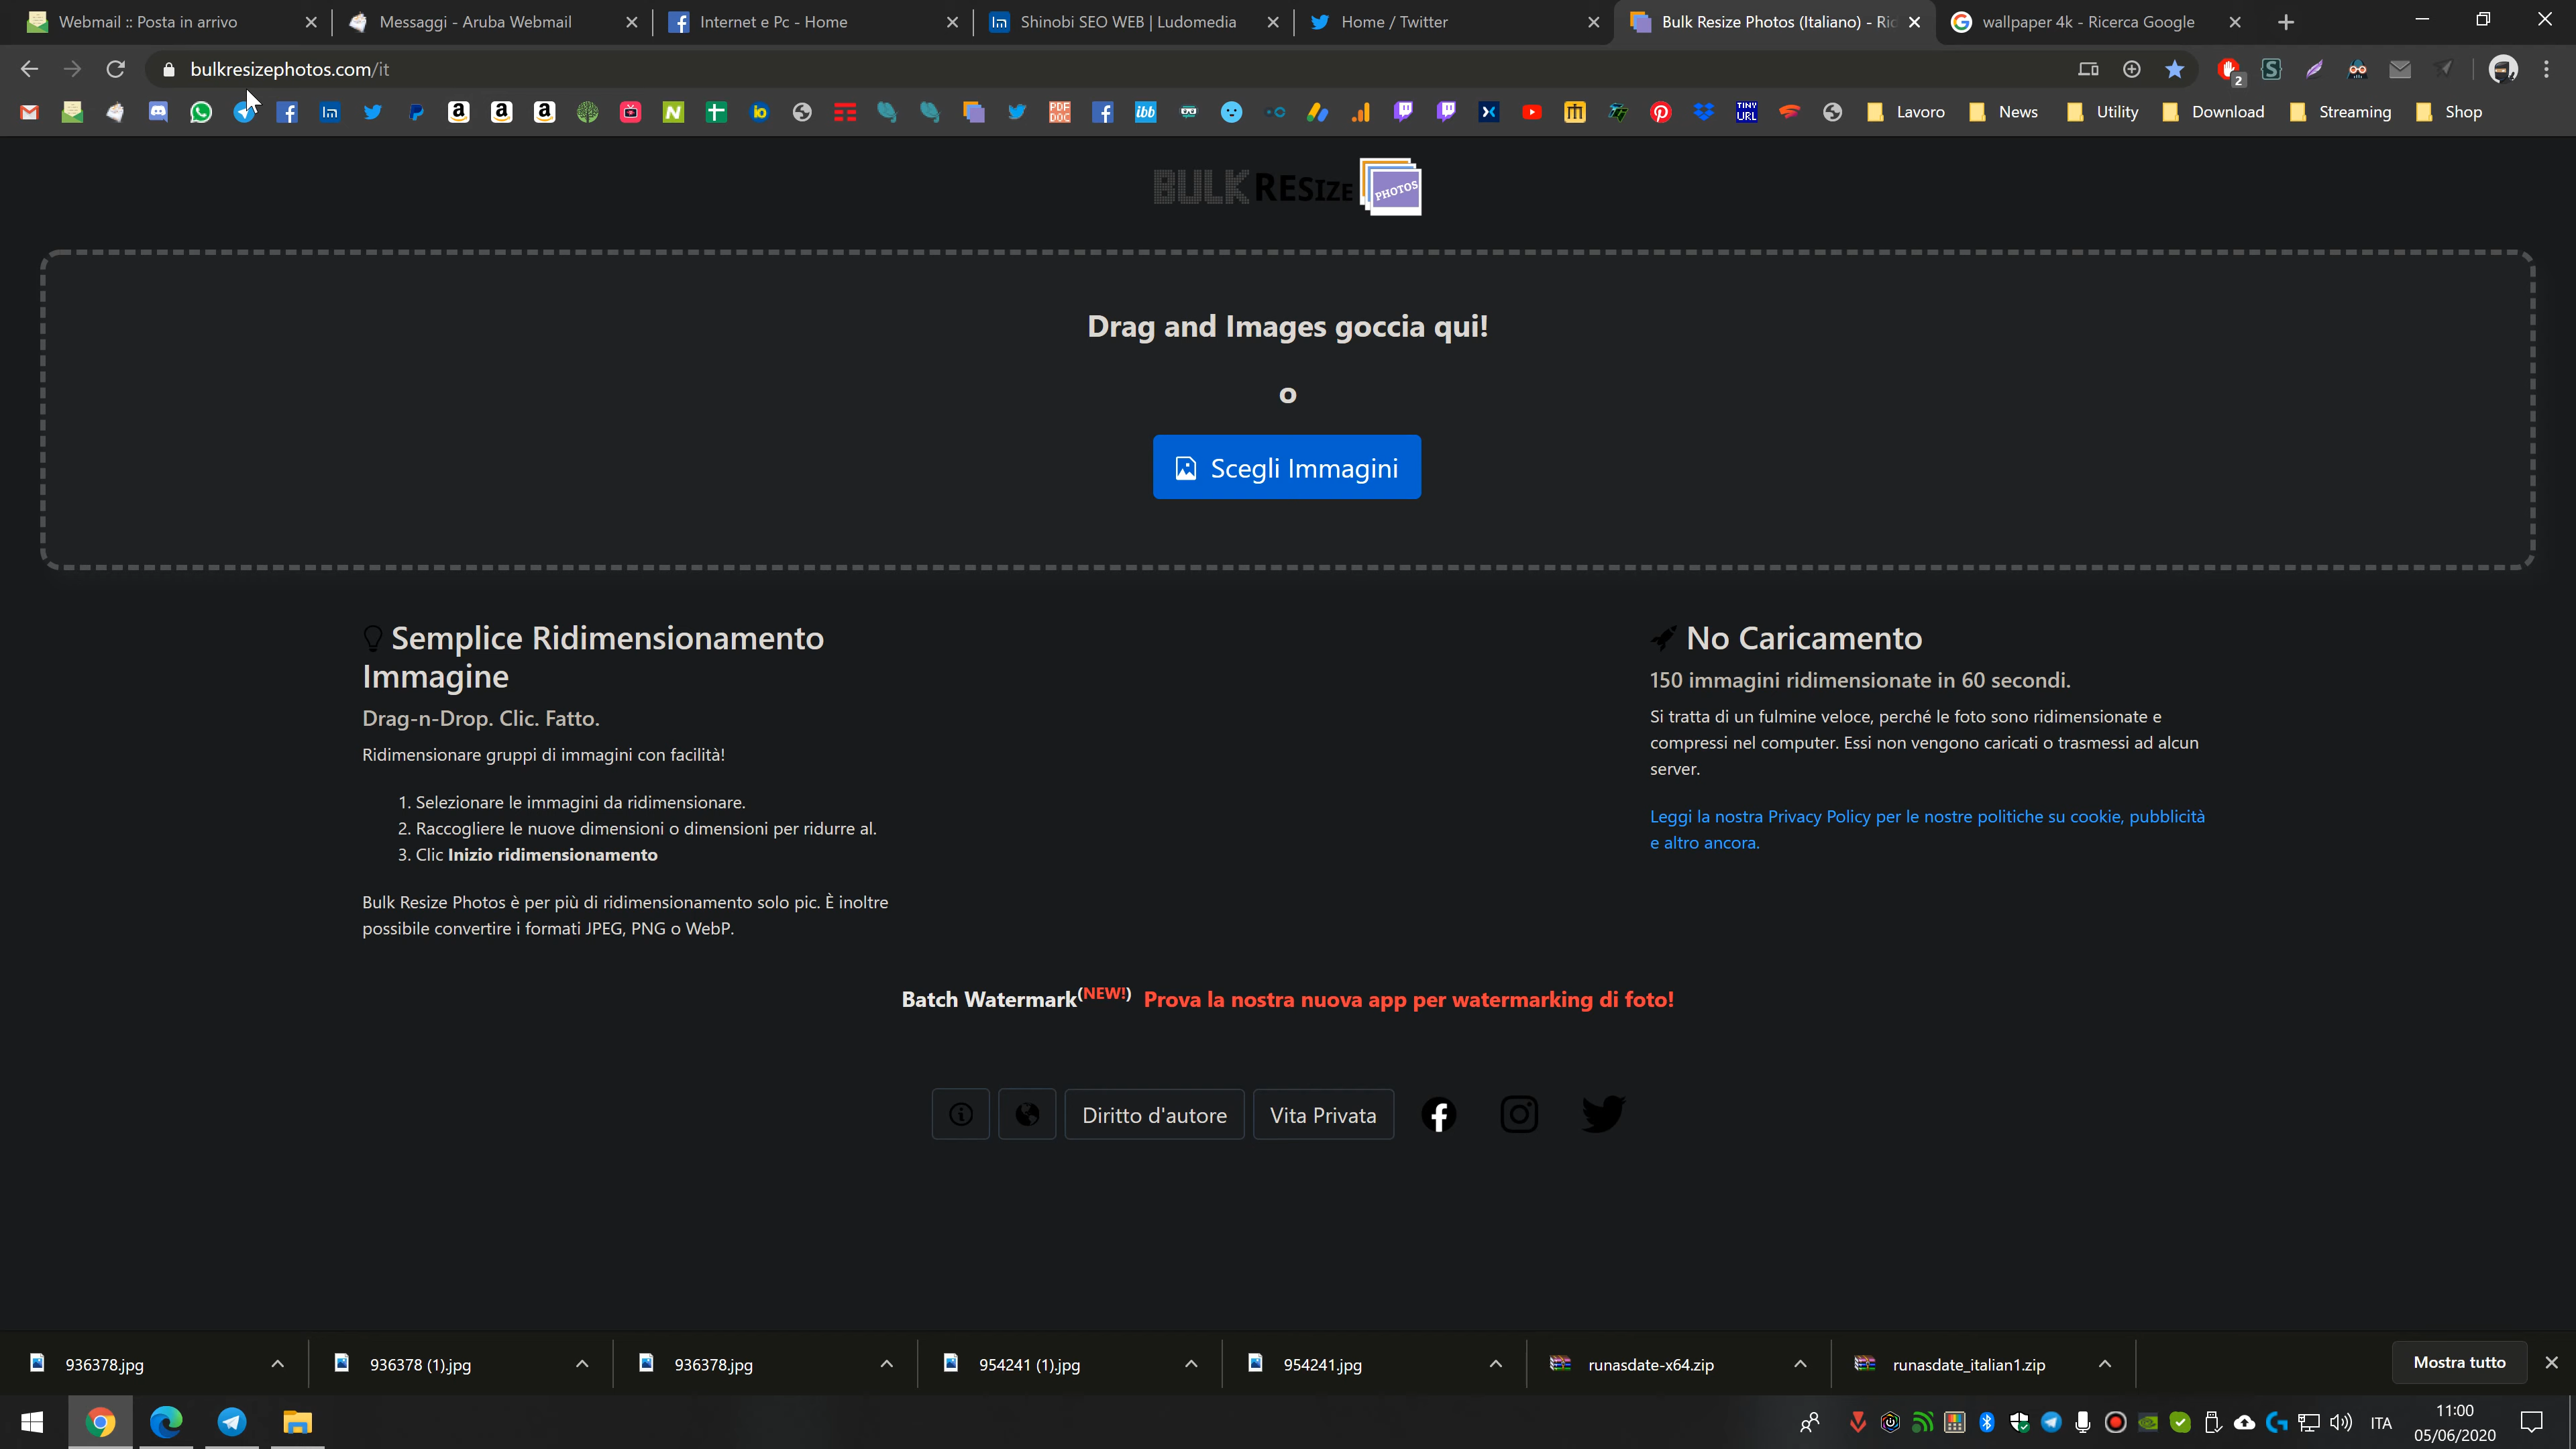 Webmail :: Posta in arrivo
Messaggi - Aruba Webmail
Internet e Pc - Home
Shinobi SEO WEB | Ludomedia
Home / Twitter
Bulk Resize Photos (Italiano) - Ric
wallpaper 4k - Ricerca Google
bulkresizephotos.com/it
2
Lavoro
News
Utility
Download
Streaming
Shop
BULK RESIZE PHOTOS
Drag and Images goccia qui!
o
Scegli Immagini
Semplice Ridimensionamento
Immagine
Drag-n-Drop. Clic. Fatto.
Ridimensionare gruppi di immagini con facilità!
1. Selezionare le immagini da ridimensionare.
2. Raccogliere le nuove dimensioni o dimensioni per ridurre al.
3. Clic Inizio ridimensionamento
Bulk Resize Photos è per più di ridimensionamento solo pic. È inoltre
possibile convertire i formati JPEG, PNG o WebP.
No Caricamento
150 immagini ridimensionate in 60 secondi.
Si tratta di un fulmine veloce, perché le foto sono ridimensionate e
compressi nel computer. Essi non vengono caricati o trasmessi ad alcun
server.
Leggi la nostra Privacy Policy per le nostre politiche su cookie, pubblicità
e altro ancora.
Batch Watermark(NEW!) Prova la nostra nuova app per watermarking di foto!
Diritto d'autore
Vita Privata
936378.jpg
936378 (1).jpg
936378.jpg
954241 (1).jpg
954241.jpg
runasdate-x64.zip
runasdate_italian1.zip
Mostra tutto
ITA
11:00
05/06/2020